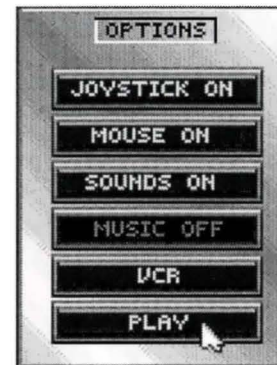 OPTIONS
JOYSTICK ON
MOUSE ON
SOUNDS ON
MUSIC OFF
VCR
PLAY